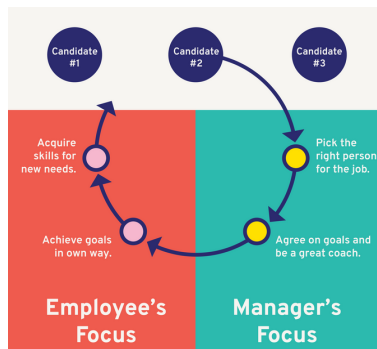 Candidate
#1
Candidate
#2
Candidate
#3
Acquire
skills for
new needs.
Pick the
right person
for the job.
Achieve goals
in own way.
Agree on goals and
be a great coach.
Employee's
Focus
Manager's
Focus